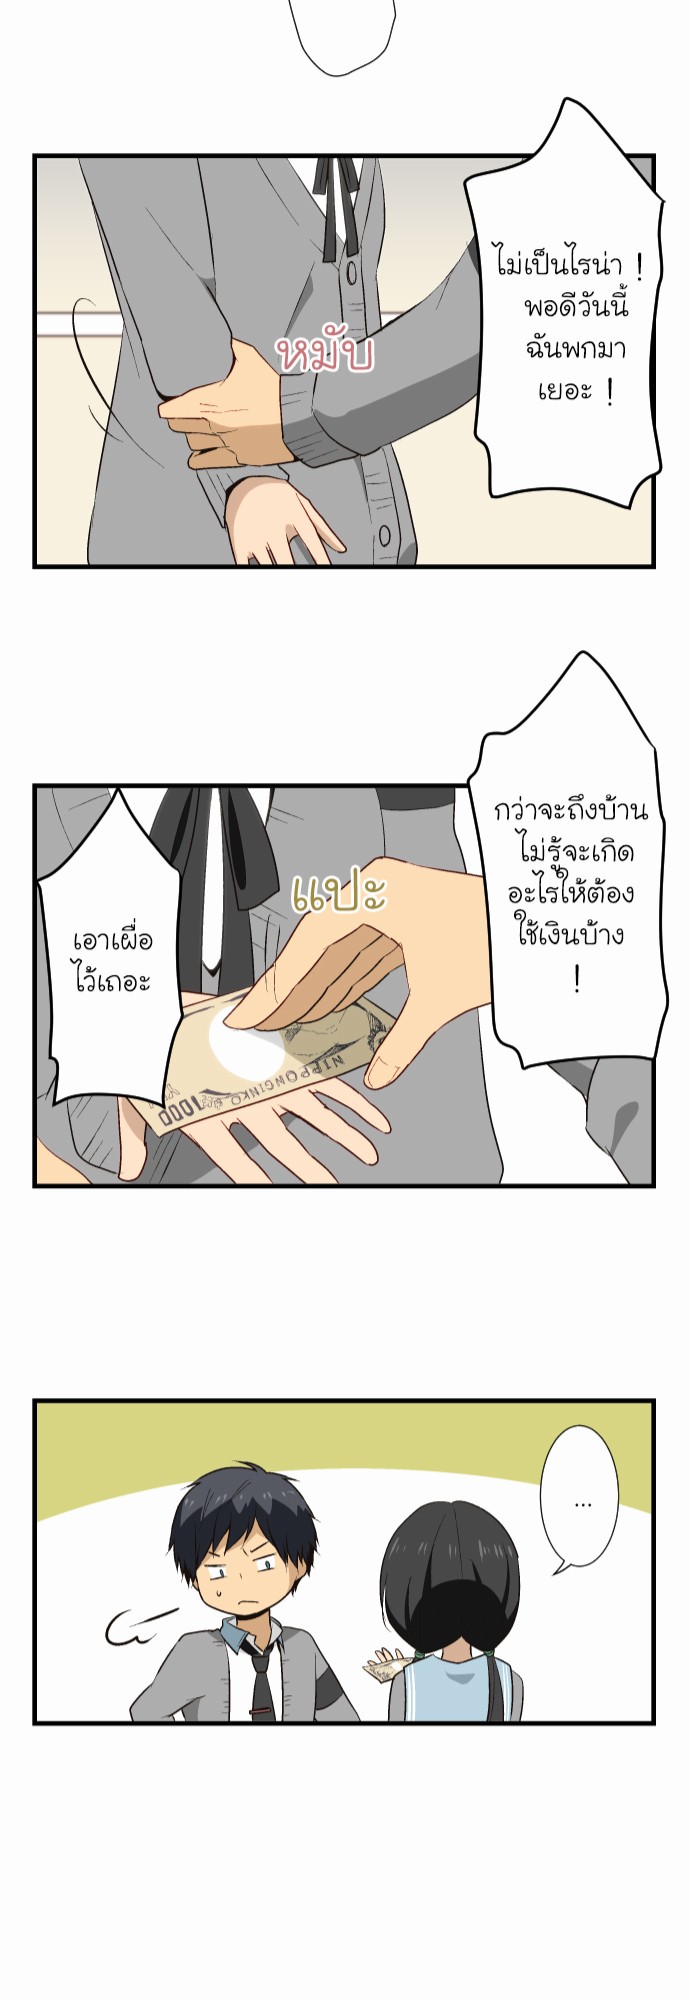 ไม่เป็นไรน่า !
พอดีวันนี้
ฉันพกมา
เยอะ !
หมับ
กว่าจะถึงบ้าน
ไม่รู้จะเกิด
อะไรให้ต้อง
ใช้เงินบ้าง
!
แปะ
เอาเผื่อ
ไว้เถอะ
NIPPONGINKO
1000
...